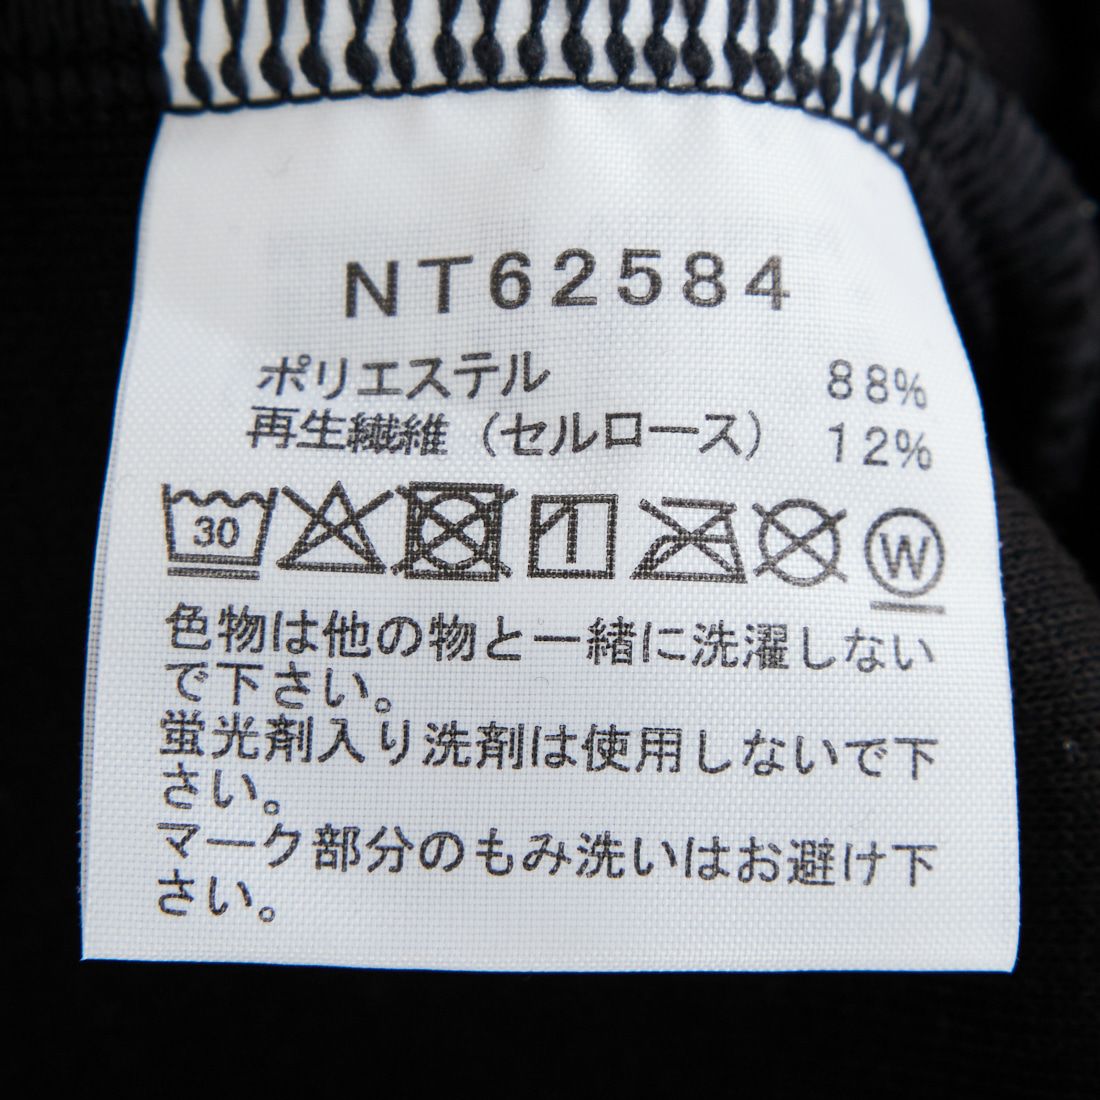 NT62584
ポリエステル 88%
再生繊維（セルロース） 12%
30 W
色物は他の物と一緒に洗濯しない
で下さい。
蛍光剤入り洗剤は使用しないで下
さい。
マーク部分のもみ洗いはお避け下
さい。